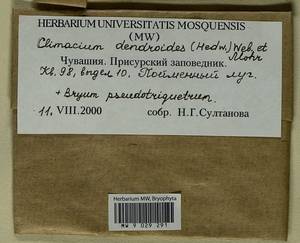 HERBARIUM UNIVERSITATIS MOSQUENSIS
(MW)
Climacium dendroides (Hedw.) Web. et
Mohr
Чувашия. Присурский заповедник.
Кв. 98, выдел 10. Пойменный луг.
+ Bryum pseudotriquetrum.
11. VIII.2000 собр. Н.Г.Султанова
Herbarium MW, Bryophyta
MW 9 029 291